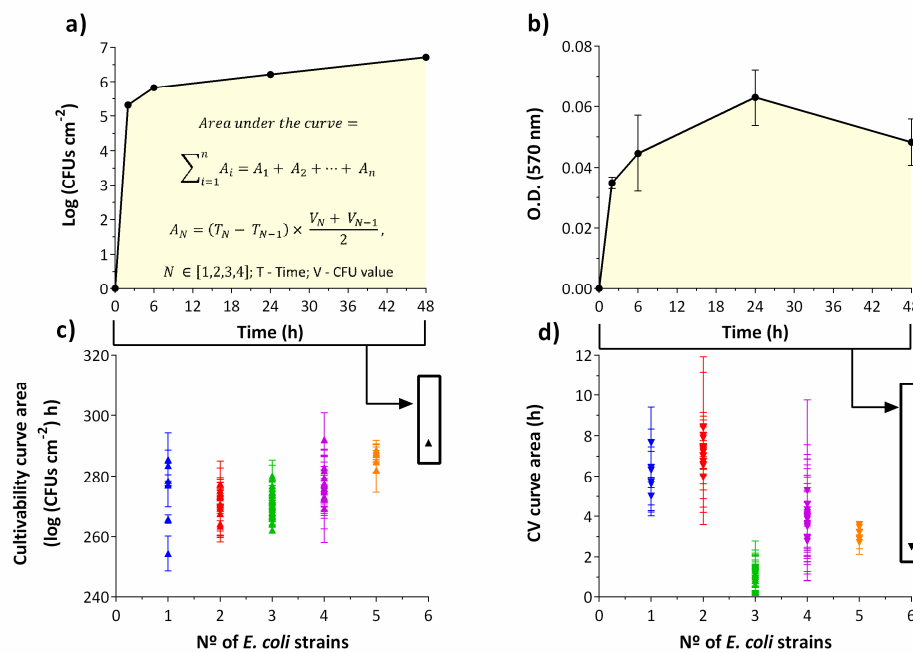 a)
Log (CFUs cm⁻²)
7
6
5
4
3
2
1
0
Area under the curve =
∑ⁿᵢ₌₁ Aᵢ = A₁ + A₂ + ⋯ + Aₙ
A_N = (T_N − T_{N−1}) × (V_N + V_{N−1})/2,
N ∈ [1,2,3,4]; T - Time; V - CFU value
0 6 12 18 24 30 36 42 48
Time (h)
b)
O.D. (570 nm)
0.08
0.06
0.04
0.02
0.00
0 6 12 18 24 30 36 42 48
Time (h)
c)
Cultivability curve area
(log (CFUs cm⁻²) h)
320
300
280
260
240
0 1 2 3 4 5 6
Nº of E. coli strains
d)
CV curve area (h)
12
10
8
6
4
2
0
0 1 2 3 4 5 6
Nº of E. coli strains